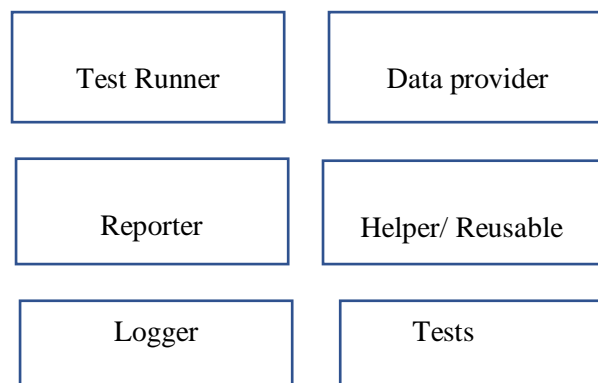 Test Runner
Data provider
Reporter
Helper/ Reusable
Logger
Tests